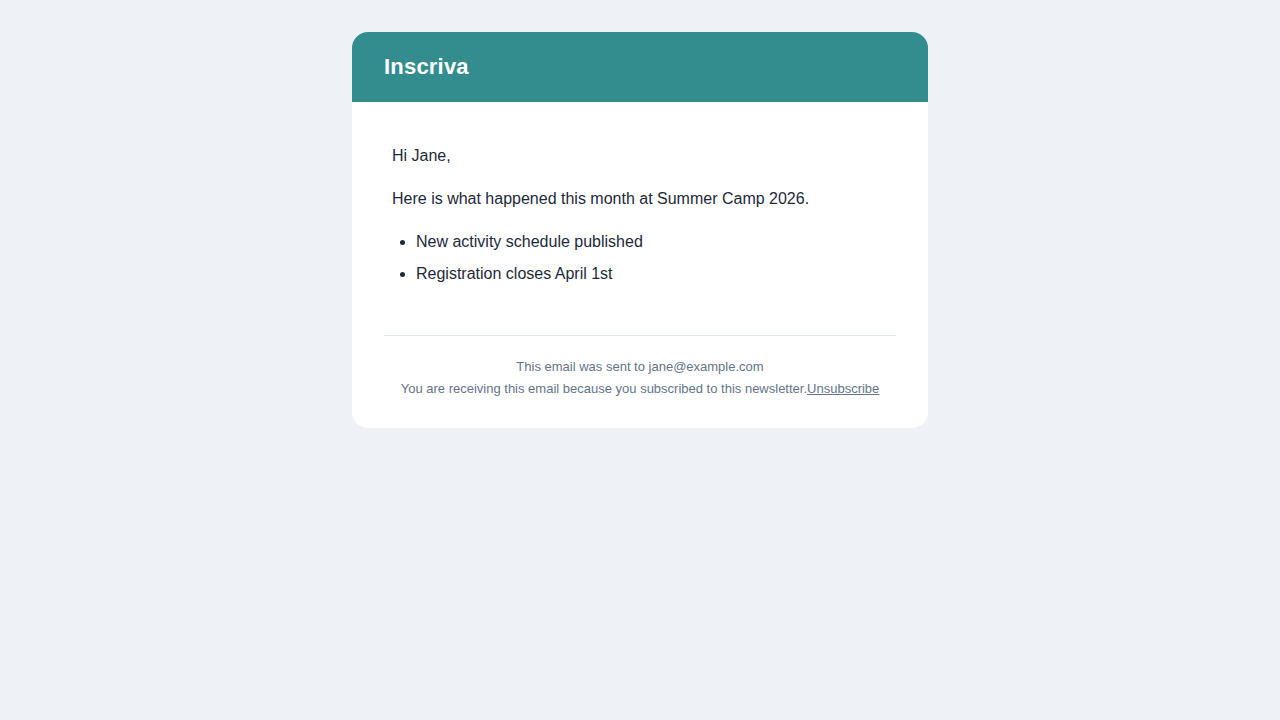 Inscriva
Hi Jane,
Here is what happened this month at Summer Camp 2026.
New activity schedule published
Registration closes April 1st
This email was sent to jane@example.com
You are receiving this email because you subscribed to this newsletter.Unsubscribe